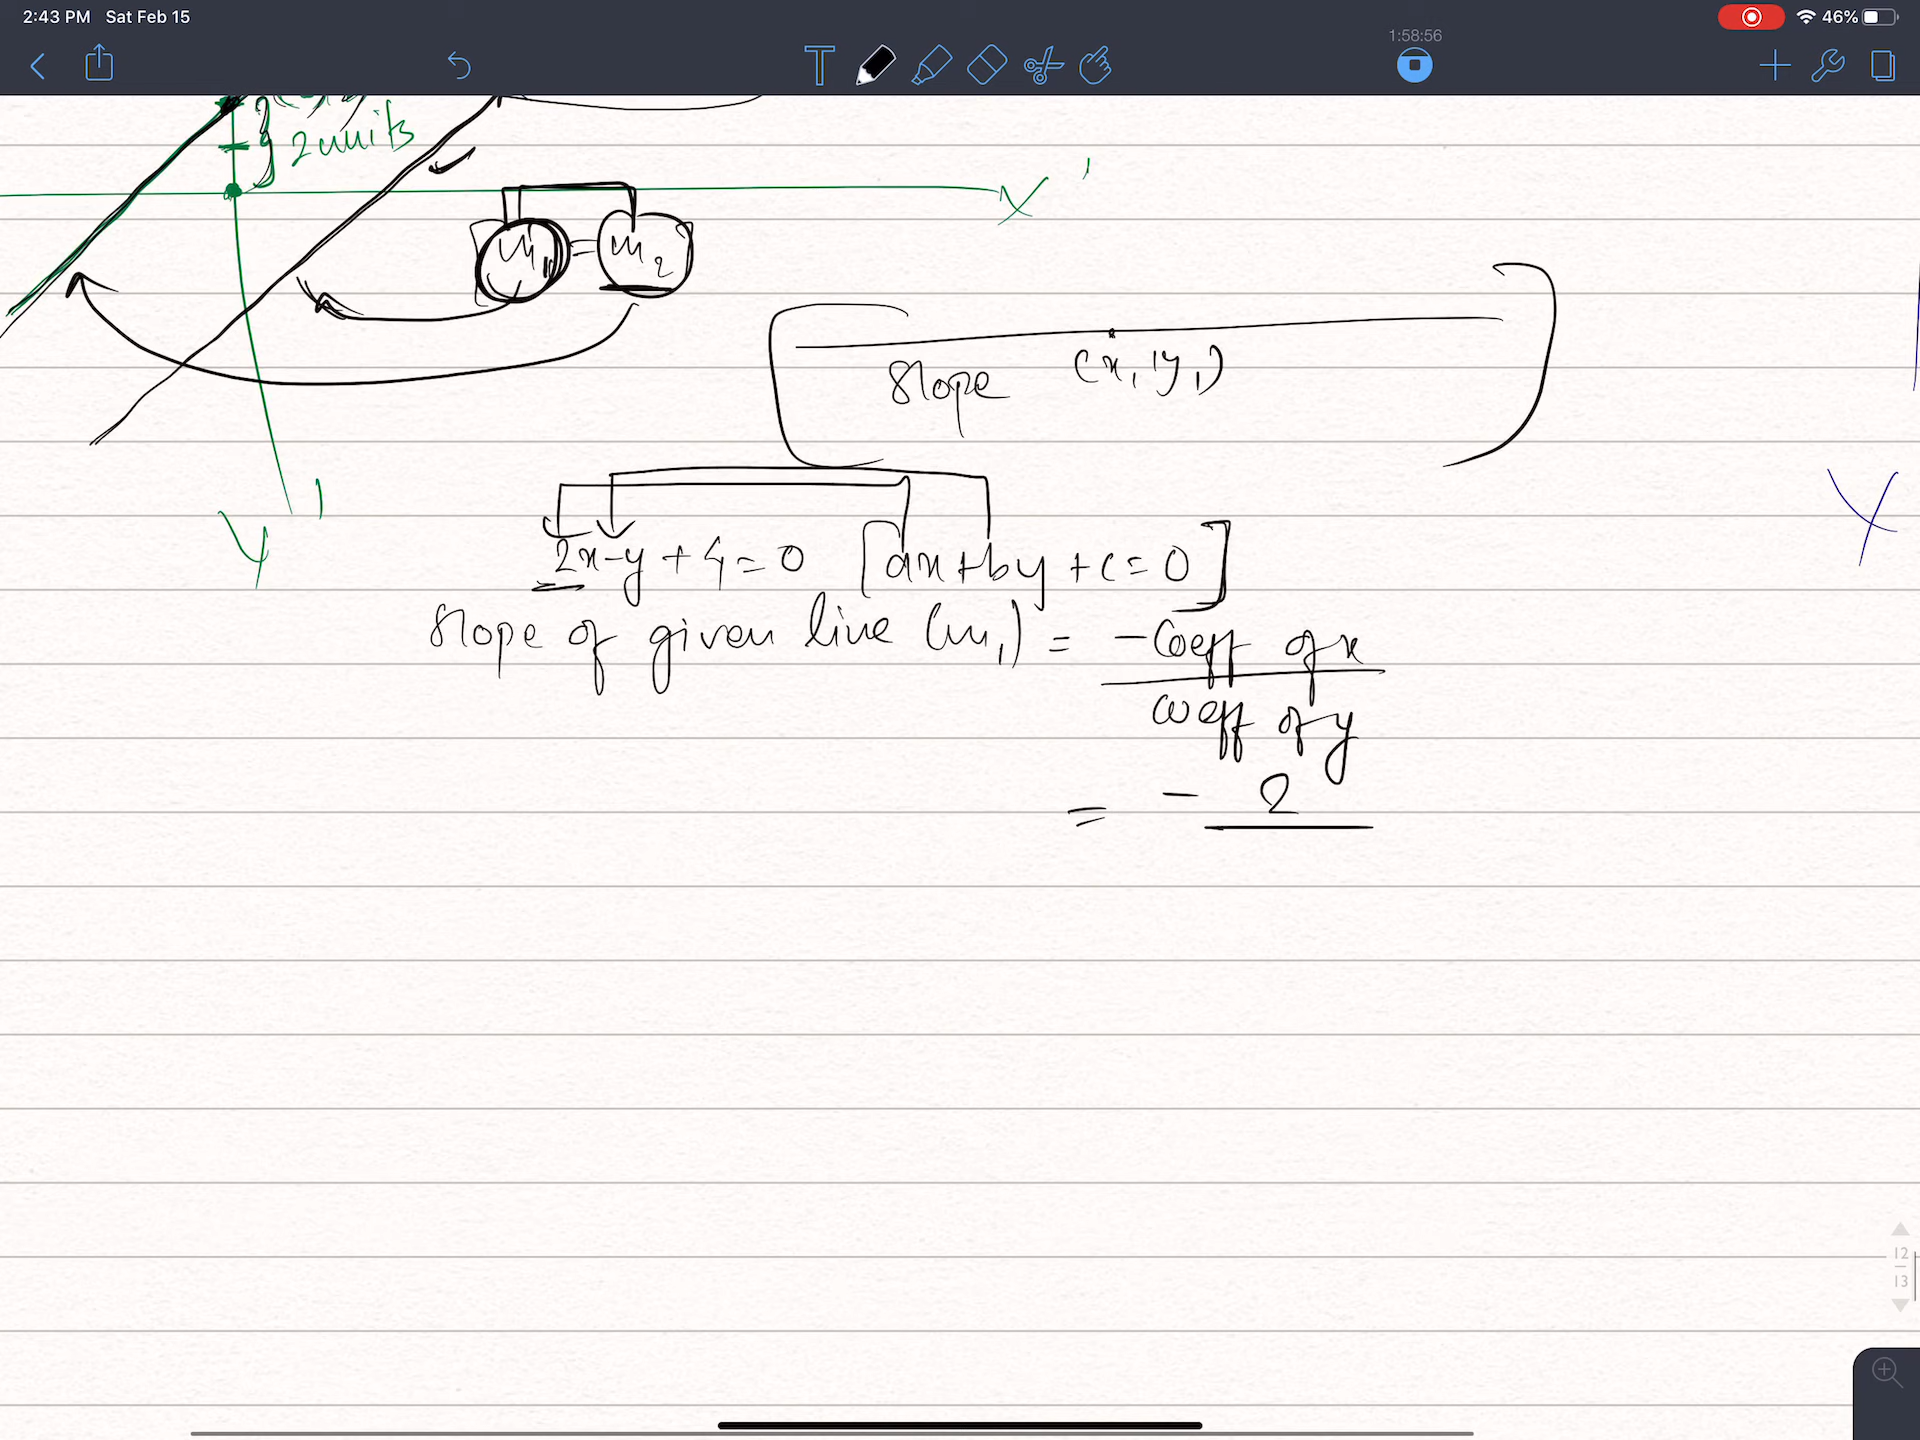 2:43 PM Sat Feb 15
46%
1:58:56
T
2 units
X'
m1 = m2
Slope (x1, y1)
Y'
Y
2x-y+4=0 [ax+by+c=0]
Slope of given line (m1) = -Coeff of x
coeff of y
= - 2
12
13